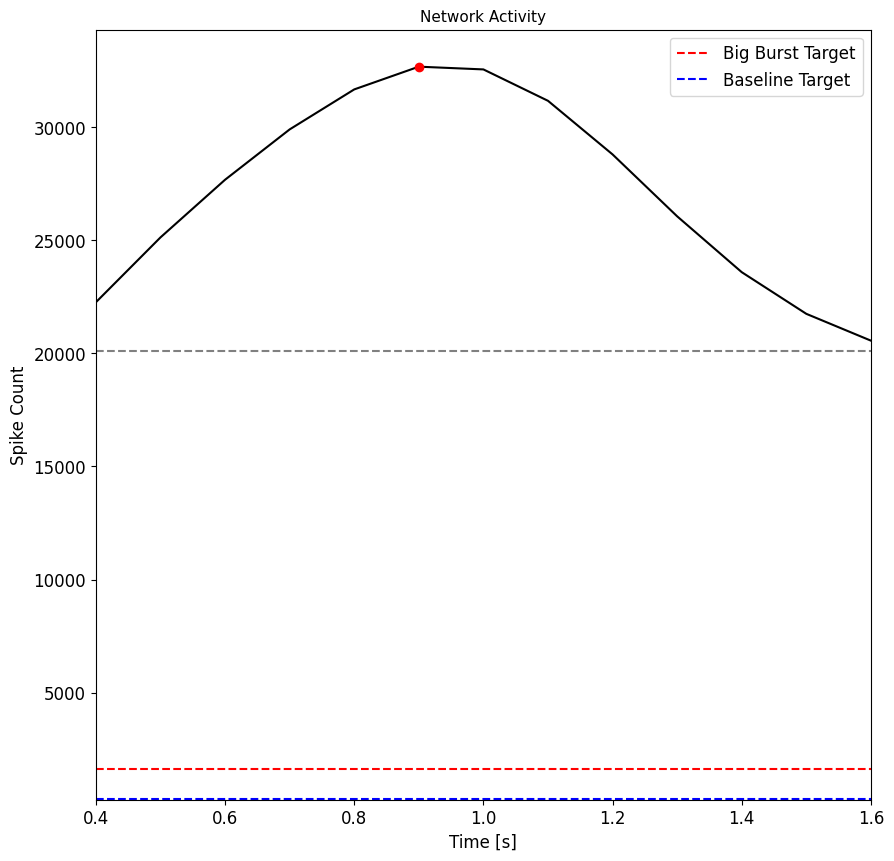 Network Activity
Big Burst Target
Baseline Target
Spike Count
30000
25000
20000
15000
10000
5000
0.4 0.6 0.8 1.0 1.2 1.4 1.6
Time [s]